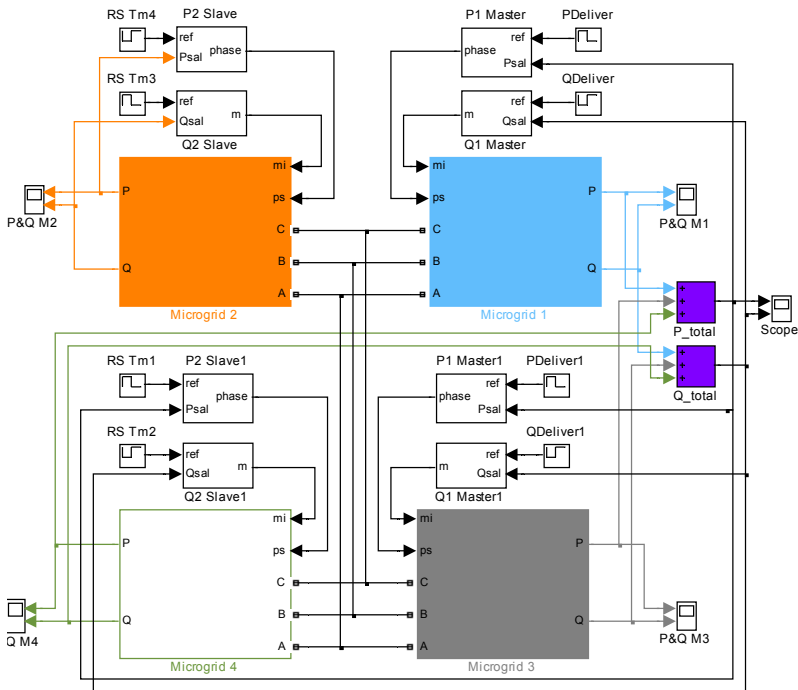 RS Tm4
P2 Slave
ref
Psal
phase
P1 Master
PDeliver
phase
ref
Psal
RS Tm3
ref
Qsal
m
Q2 Slave
QDeliver
m
ref
Qsal
Q1 Master
mi
P
ps
C
B
Q
A
P&Q M2
Microgrid 2
mi
P
ps
C
B
Q
A
P&Q M1
Microgrid 1
+
+
+
P_total
Scope
+
+
+
Q_total
RS Tm1
P2 Slave1
ref
Psal
phase
P1 Master1
PDeliver1
phase
ref
Psal
RS Tm2
ref
Qsal
m
Q2 Slave1
QDeliver1
m
ref
Qsal
Q1 Master1
mi
P
ps
C
B
Q
A
Q M4
Microgrid 4
mi
P
ps
C
B
Q
A
P&Q M3
Microgrid 3